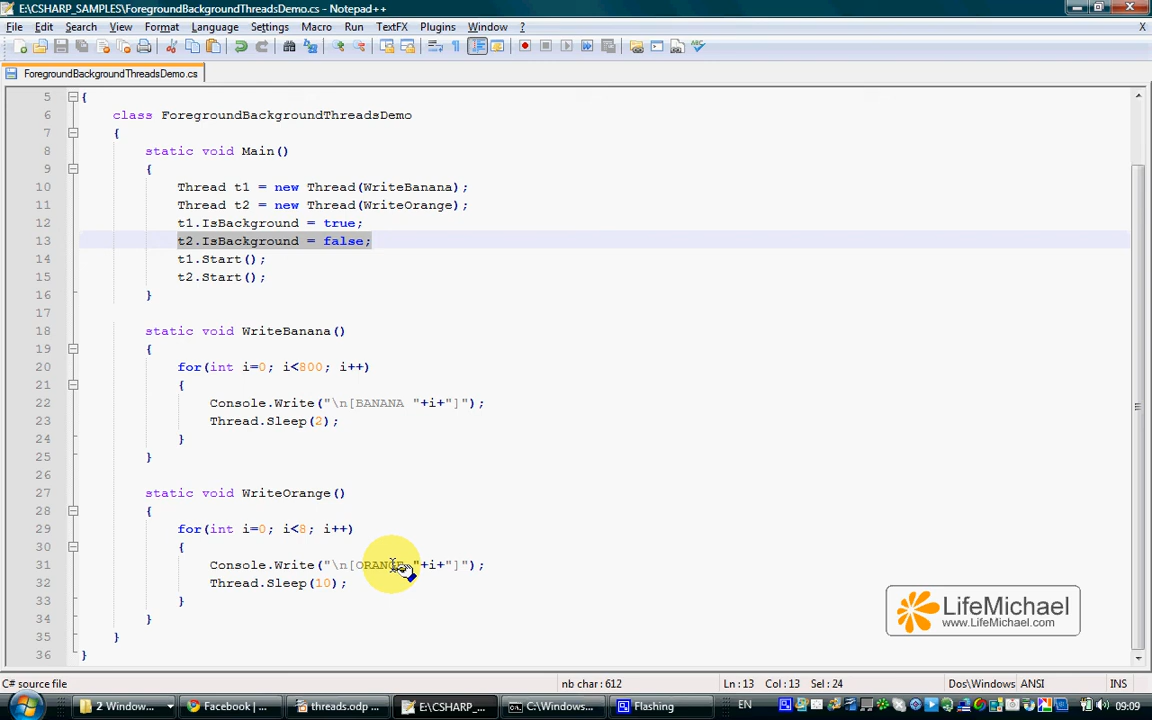 E:\CSHARP_SAMPLES\ForegroundBackgroundThreadsDemo.cs - Notepad++
File Edit Search View Format Language Settings Macro Run TextFX Plugins Window ? X
ForegroundBackgroundThreadsDemo.cs
5 {
6 class ForegroundBackgroundThreadsDemo
7 {
8 static void Main()
9 {
10 Thread t1 = new Thread(WriteBanana);
11 Thread t2 = new Thread(WriteOrange);
12 t1.IsBackground = true;
13 t2.IsBackground = false;
14 t1.Start();
15 t2.Start();
16 }
17
18 static void WriteBanana()
19 {
20 for(int i=0; i<800; i++)
21 {
22 Console.Write("\n[BANANA "+i+"]");
23 Thread.Sleep(2);
24 }
25 }
26
27 static void WriteOrange()
28 {
29 for(int i=0; i<8; i++)
30 {
31 Console.Write("\n[ORANGE "+i+"]");
32 Thread.Sleep(10);
33 }
34 }
35 }
36 }
LifeMichael
www.LifeMichael.com
C# source file nb char : 612 Ln : 13 Col : 13 Sel : 24 Dos\Windows ANSI INS
2 Window... Facebook | ... threads.odp ... E:\CSHARP_... C:\Windows... Flashing EN 09:09